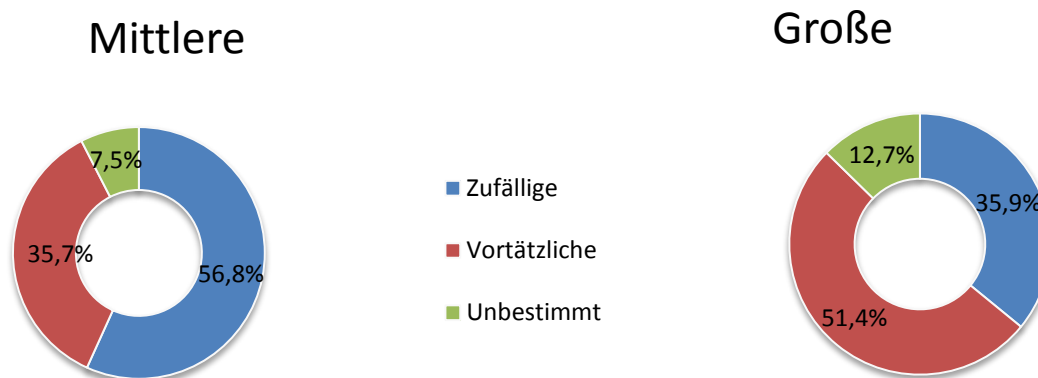 Mittlere
Große
7,5%
35,7%
56,8%
Zufällige
Vortätzliche
Unbestimmt
12,7%
35,9%
51,4%